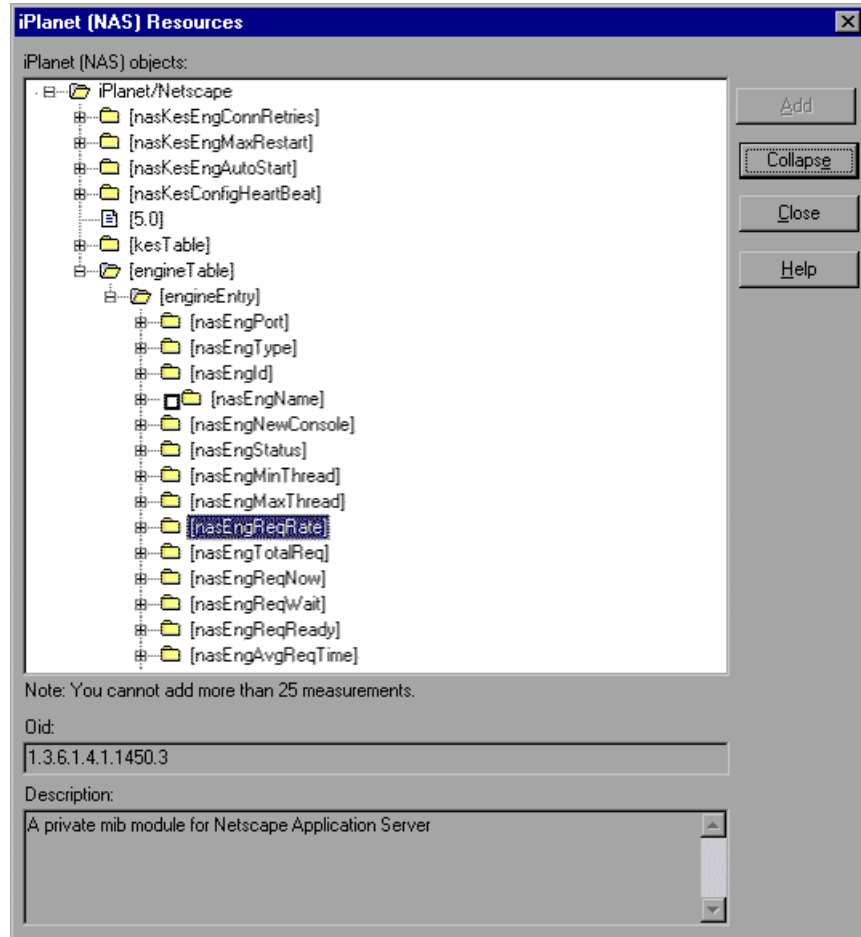 iPlanet (NAS) Resources
iPlanet (NAS) objects:
iPlanet/Netscape
[nasKesEngConnRetries]
[nasKesEngMaxRestart]
[nasKesEngAutoStart]
[nasKesConfigHeartBeat]
[5.0]
[kesTable]
[engineTable]
[engineEntry]
[nasEngPort]
[nasEngType]
[nasEngId]
[nasEngName]
[nasEngNewConsole]
[nasEngStatus]
[nasEngMinThread]
[nasEngMaxThread]
[nasEngReqRate]
[nasEngTotalReq]
[nasEngReqNow]
[nasEngReqWait]
[nasEngReqReady]
[nasEngAvgReqTime]
Add
Collapse
Close
Help
Note: You cannot add more than 25 measurements.
Oid:
1.3.6.1.4.1.1450.3
Description:
A private mib module for Netscape Application Server